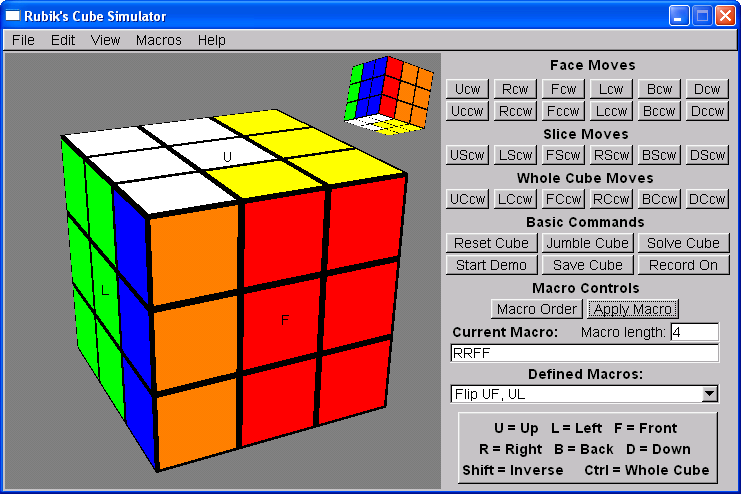 Rubik's Cube Simulator
File Edit View Macros Help
U
L
F
Face Moves
Ucw Rcw Fcw Lcw Bcw Dcw
Uccw Rccw Fccw Lccw Bccw Dccw
Slice Moves
UScw LScw FScw RScw BScw DScw
Whole Cube Moves
UCcw LCcw FCcw RCcw BCcw DCcw
Basic Commands
Reset Cube Jumble Cube Solve Cube
Start Demo Save Cube Record On
Macro Controls
Macro Order Apply Macro
Current Macro: Macro length: 4
RRFF
Defined Macros:
Flip UF, UL
U = Up L = Left F = Front
R = Right B = Back D = Down
Shift = Inverse Ctrl = Whole Cube